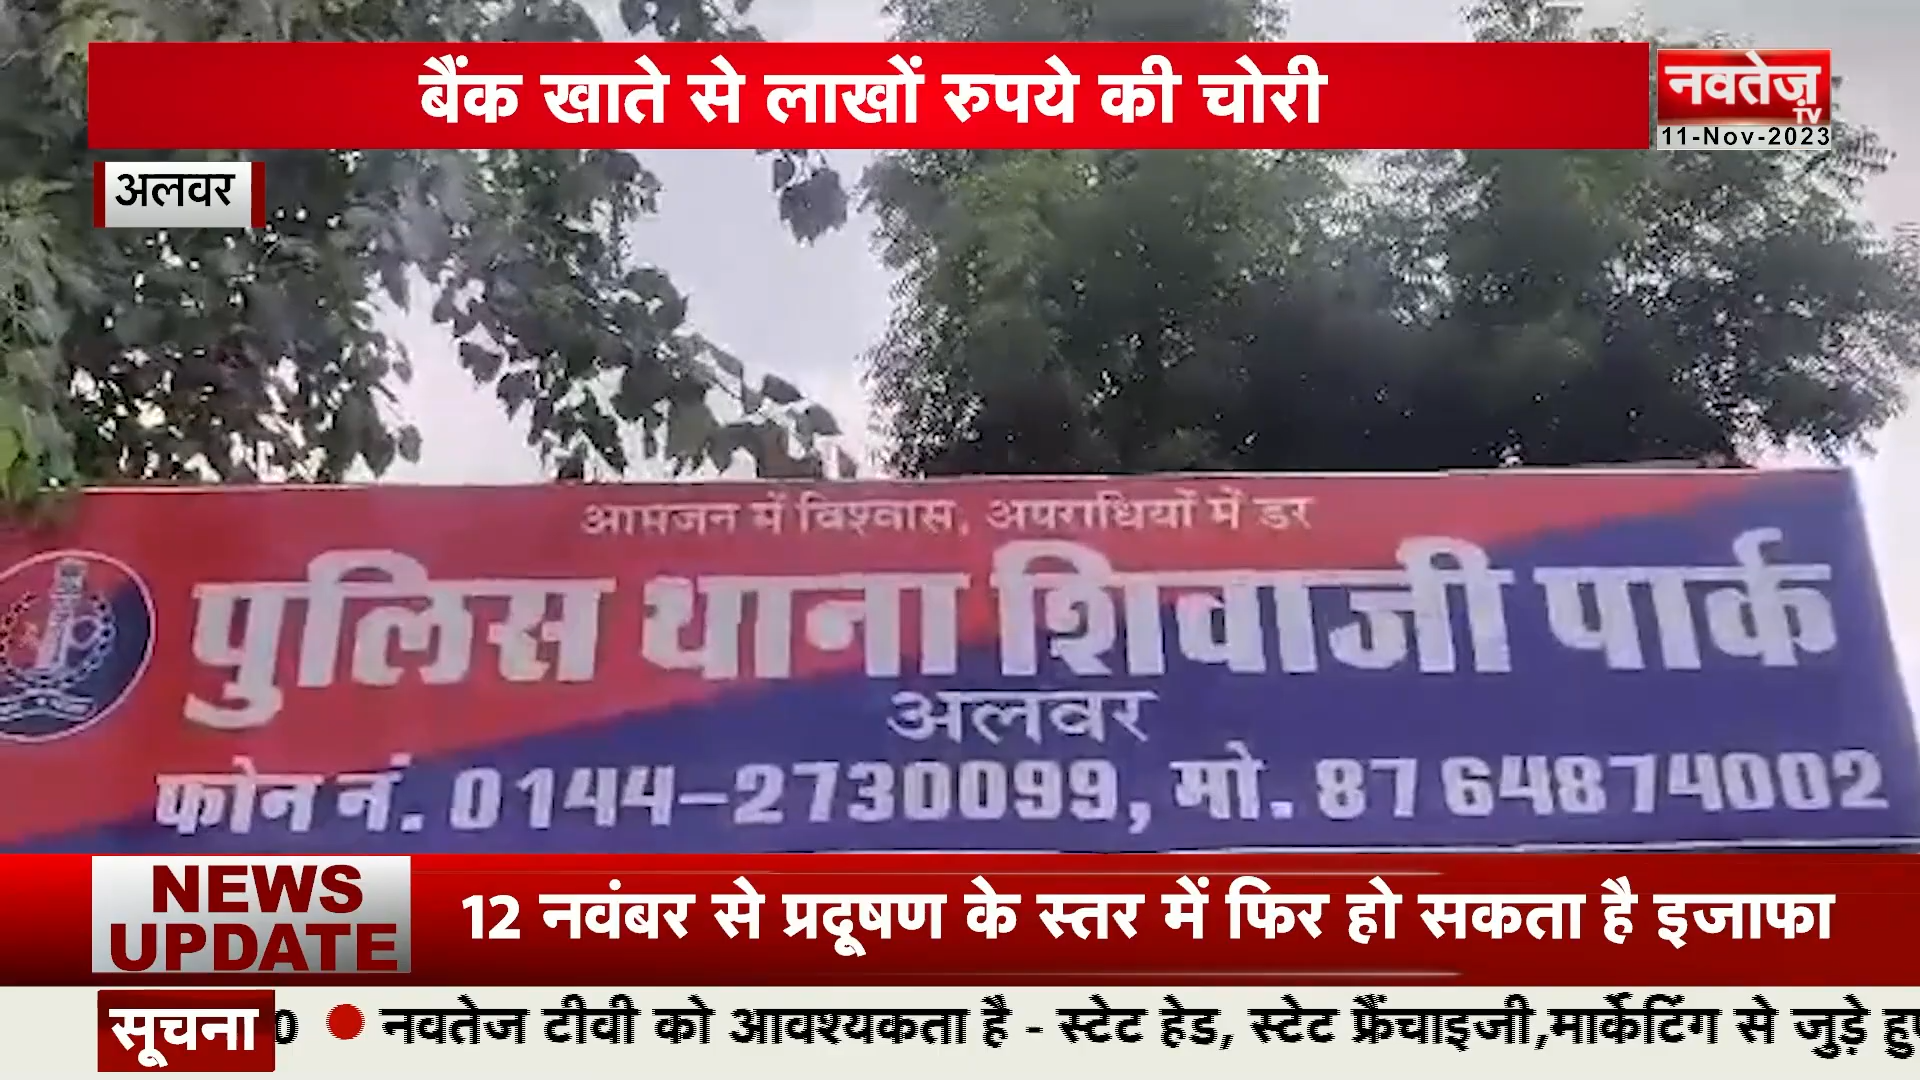 बैंक खाते से लाखों रुपये की चोरी
नवतेज़
TV
11-Nov-2023
अलवर
आमजन में विश्वास, अपराधियों में डर
पुलिस थाना शिवाजी पार्क
अलवर
फोन नं. 0144-2730099, मो. 8764874002
NEWS
UPDATE
12 नवंबर से प्रदूषण के स्तर में फिर हो सकता है इजाफा
सूचना
0 ● नवतेज टीवी को आवश्यकता है - स्टेट हेड, स्टेट फ्रैंचाइजी,मार्केटिंग से जुड़े